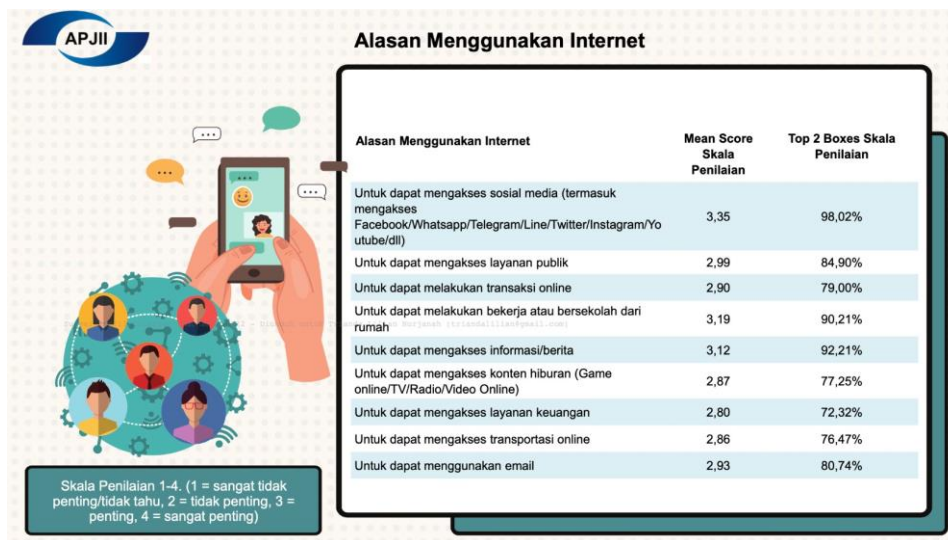 APJII
Alasan Menggunakan Internet
Alasan Menggunakan Internet
Mean Score
Skala
Penilaian
Top 2 Boxes Skala
Penilaian
Untuk dapat mengakses sosial media (termasuk
mengakses
Facebook/Whatsapp/Telegram/Line/Twitter/Instagram/Yo
utube/dll)
3,35
98,02%
Untuk dapat mengakses layanan publik
2,99
84,90%
Untuk dapat melakukan transaksi online
2,90
79,00%
Untuk dapat melakukan bekerja atau bersekolah dari
rumah
3,19
90,21%
Untuk dapat mengakses informasi/berita
3,12
92,21%
Untuk dapat mengakses konten hiburan (Game
online/TV/Radio/Video Online)
2,87
77,25%
Untuk dapat mengakses layanan keuangan
2,80
72,32%
Untuk dapat mengakses transportasi online
2,86
76,47%
Untuk dapat menggunakan email
2,93
80,74%
Skala Penilaian 1-4. (1 = sangat tidak
penting/tidak tahu, 2 = tidak penting, 3 =
penting, 4 = sangat penting)